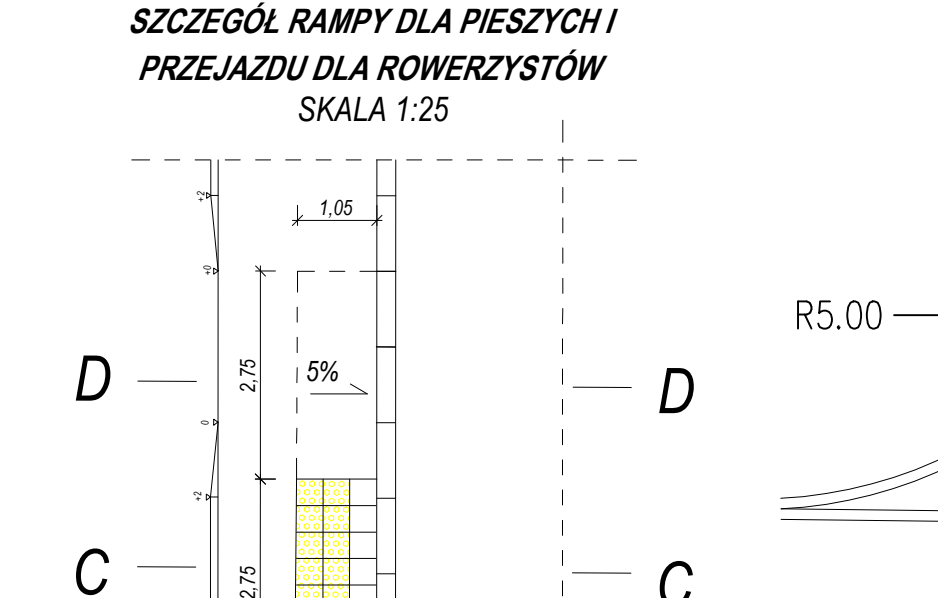 SZCZEGÓŁ RAMPY DLA PIESZYCH I
PRZEJAZDU DLA ROWERZYSTÓW
SKALA 1:25
+2
1,05
+0
R5.00
2,75
5%
D
D
0
+2
C
2,75
C